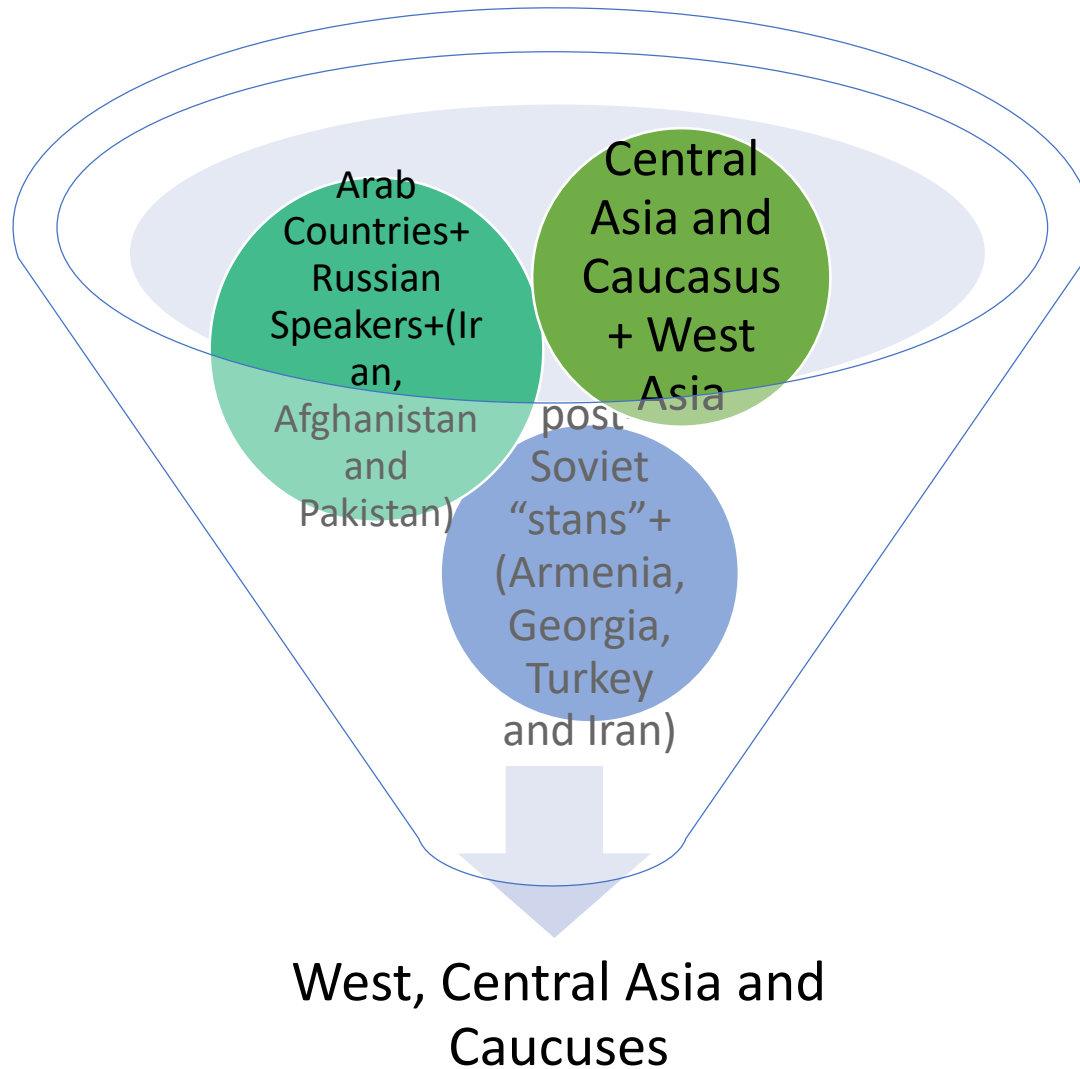 Arab
Countries+
Russian
Speakers+(Ir
an,
Afghanistan
and
Pakistan)
Central
Asia and
Caucasus
+ West
Asia
post-
Soviet
“stans”+
(Armenia,
Georgia,
Turkey
and Iran)
West, Central Asia and
Caucuses